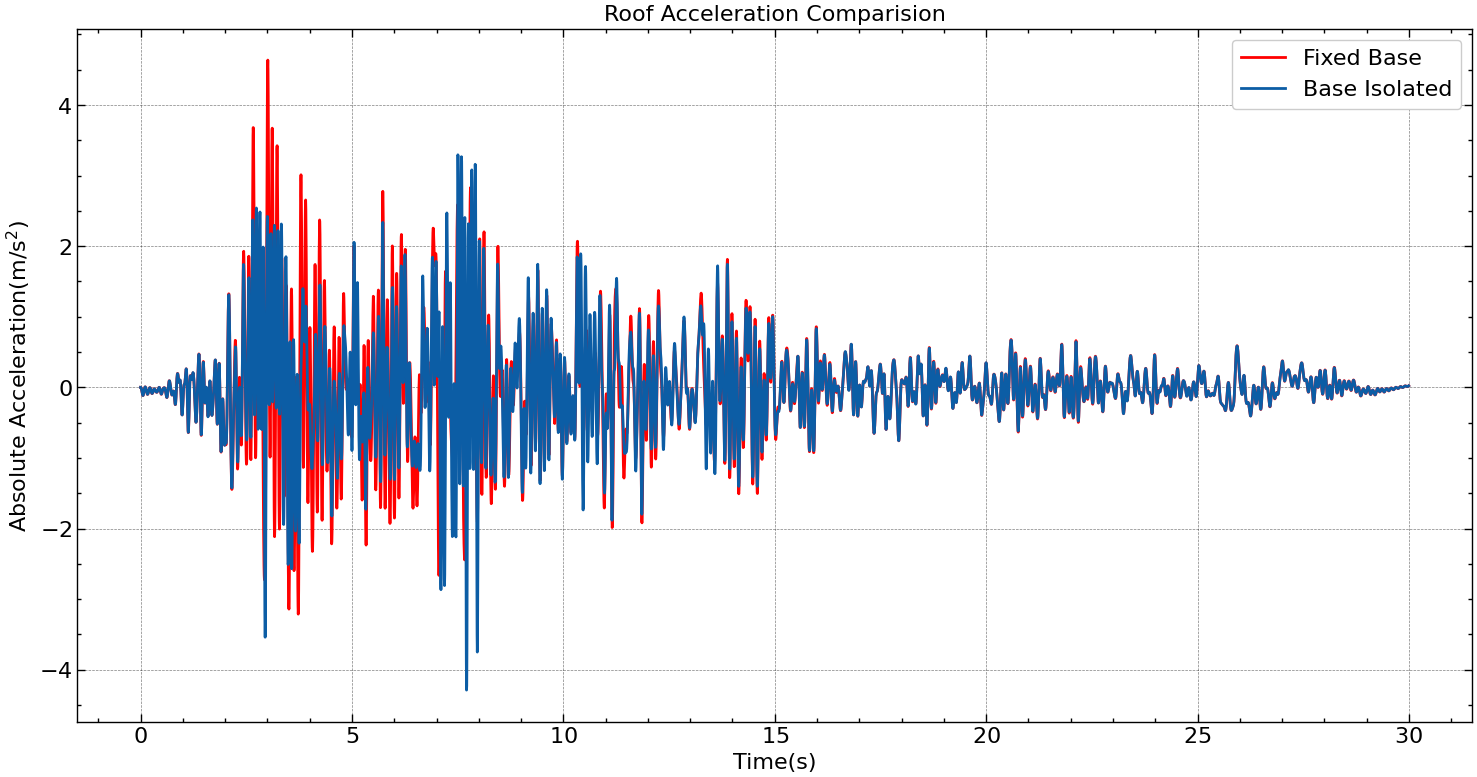 Roof Acceleration Comparision
Fixed Base
Base Isolated
Absolute Acceleration(m/s²)
4
2
0
−2
−4
0 5 10 15 20 25 30
Time(s)